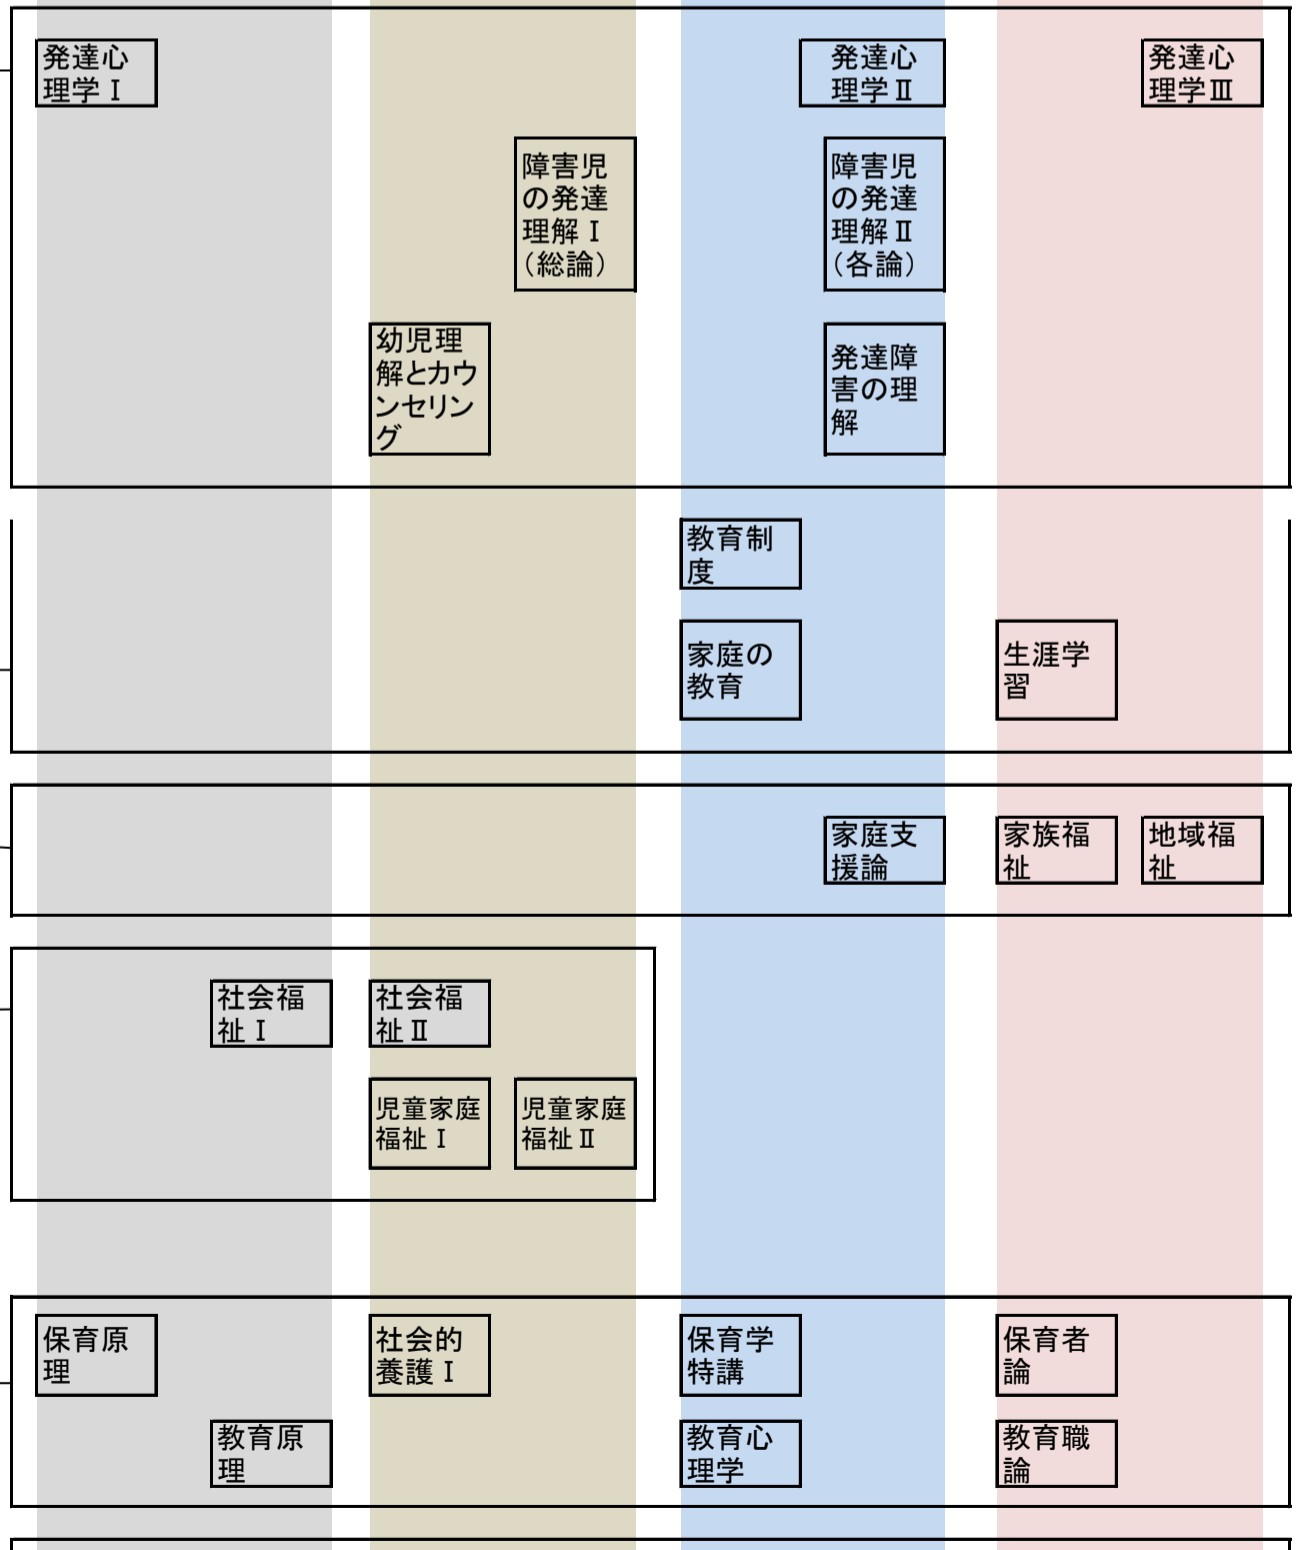 発達心
理学Ⅰ
発達心
理学Ⅱ
発達心
理学Ⅲ
障害児
の発達
理解Ⅰ
（総論）
障害児
の発達
理解Ⅱ
（各論）
幼児理
解とカウ
ンセリン
グ
発達障
害の理
解
教育制
度
家庭の
教育
生涯学
習
家庭支
援論
家族福
祉
地域福
祉
社会福
祉Ⅰ
社会福
祉Ⅱ
児童家庭
福祉Ⅰ
児童家庭
福祉Ⅱ
保育原
理
社会的
養護Ⅰ
保育学
特講
保育者
論
教育原
理
教育心
理学
教育職
論